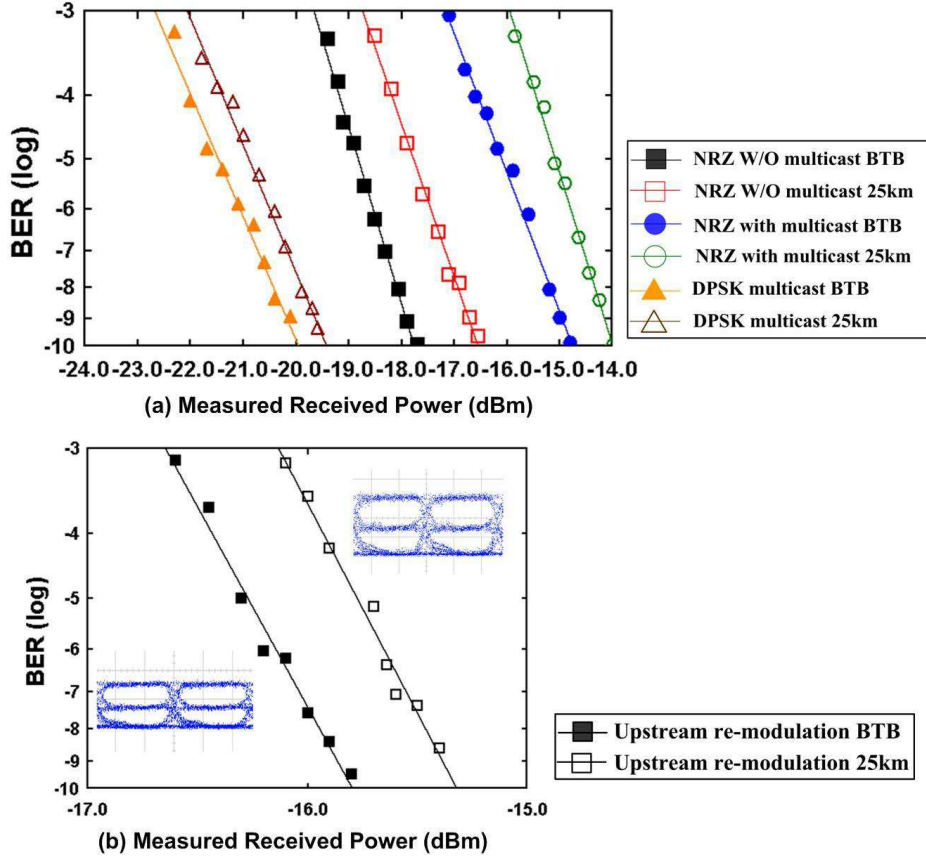 -3
-4
-5
-6
-7
-8
-9
-10
BER (log)
-24.0 -23.0 -22.0 -21.0 -20.0 -19.0 -18.0 -17.0 -16.0 -15.0 -14.0
(a) Measured Received Power (dBm)
NRZ W/O multicast BTB
NRZ W/O multicast 25km
NRZ with multicast BTB
NRZ with multicast 25km
DPSK multicast BTB
DPSK multicast 25km
-3
-4
-5
-6
-7
-8
-9
-10
BER (log)
-17.0 -16.0 -15.0
(b) Measured Received Power (dBm)
Upstream re-modulation BTB
Upstream re-modulation 25km